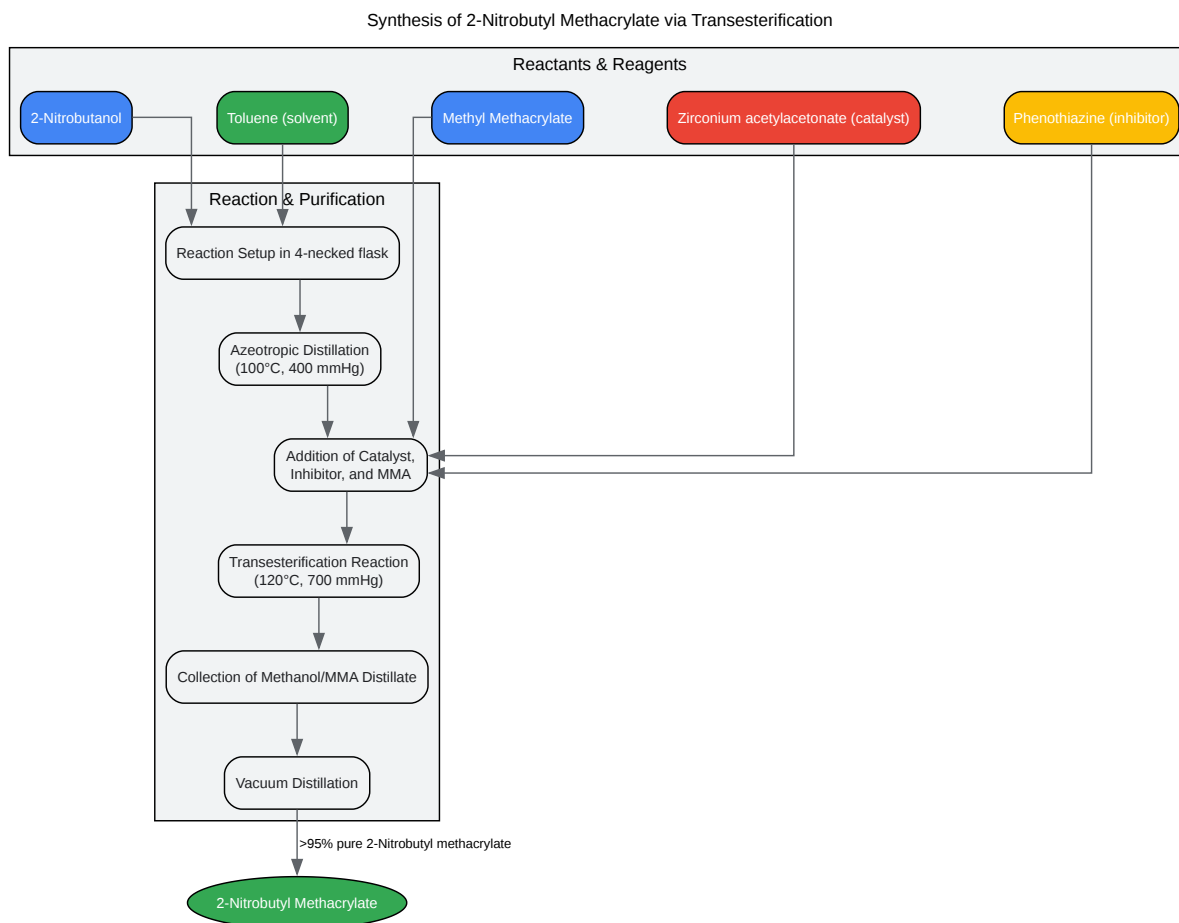 Synthesis of 2-Nitrobutyl Methacrylate via Transesterification
Reactants & Reagents
2-Nitrobutanol
Toluene (solvent)
Methyl Methacrylate
Zirconium acetylacetonate (catalyst)
Phenothiazine (inhibitor)
Reaction & Purification
Reaction Setup in 4-necked flask
Azeotropic Distillation
(100°C, 400 mmHg)
Addition of Catalyst,
Inhibitor, and MMA
Transesterification Reaction
(120°C, 700 mmHg)
Collection of Methanol/MMA Distillate
Vacuum Distillation
>95% pure 2-Nitrobutyl methacrylate
2-Nitrobutyl Methacrylate